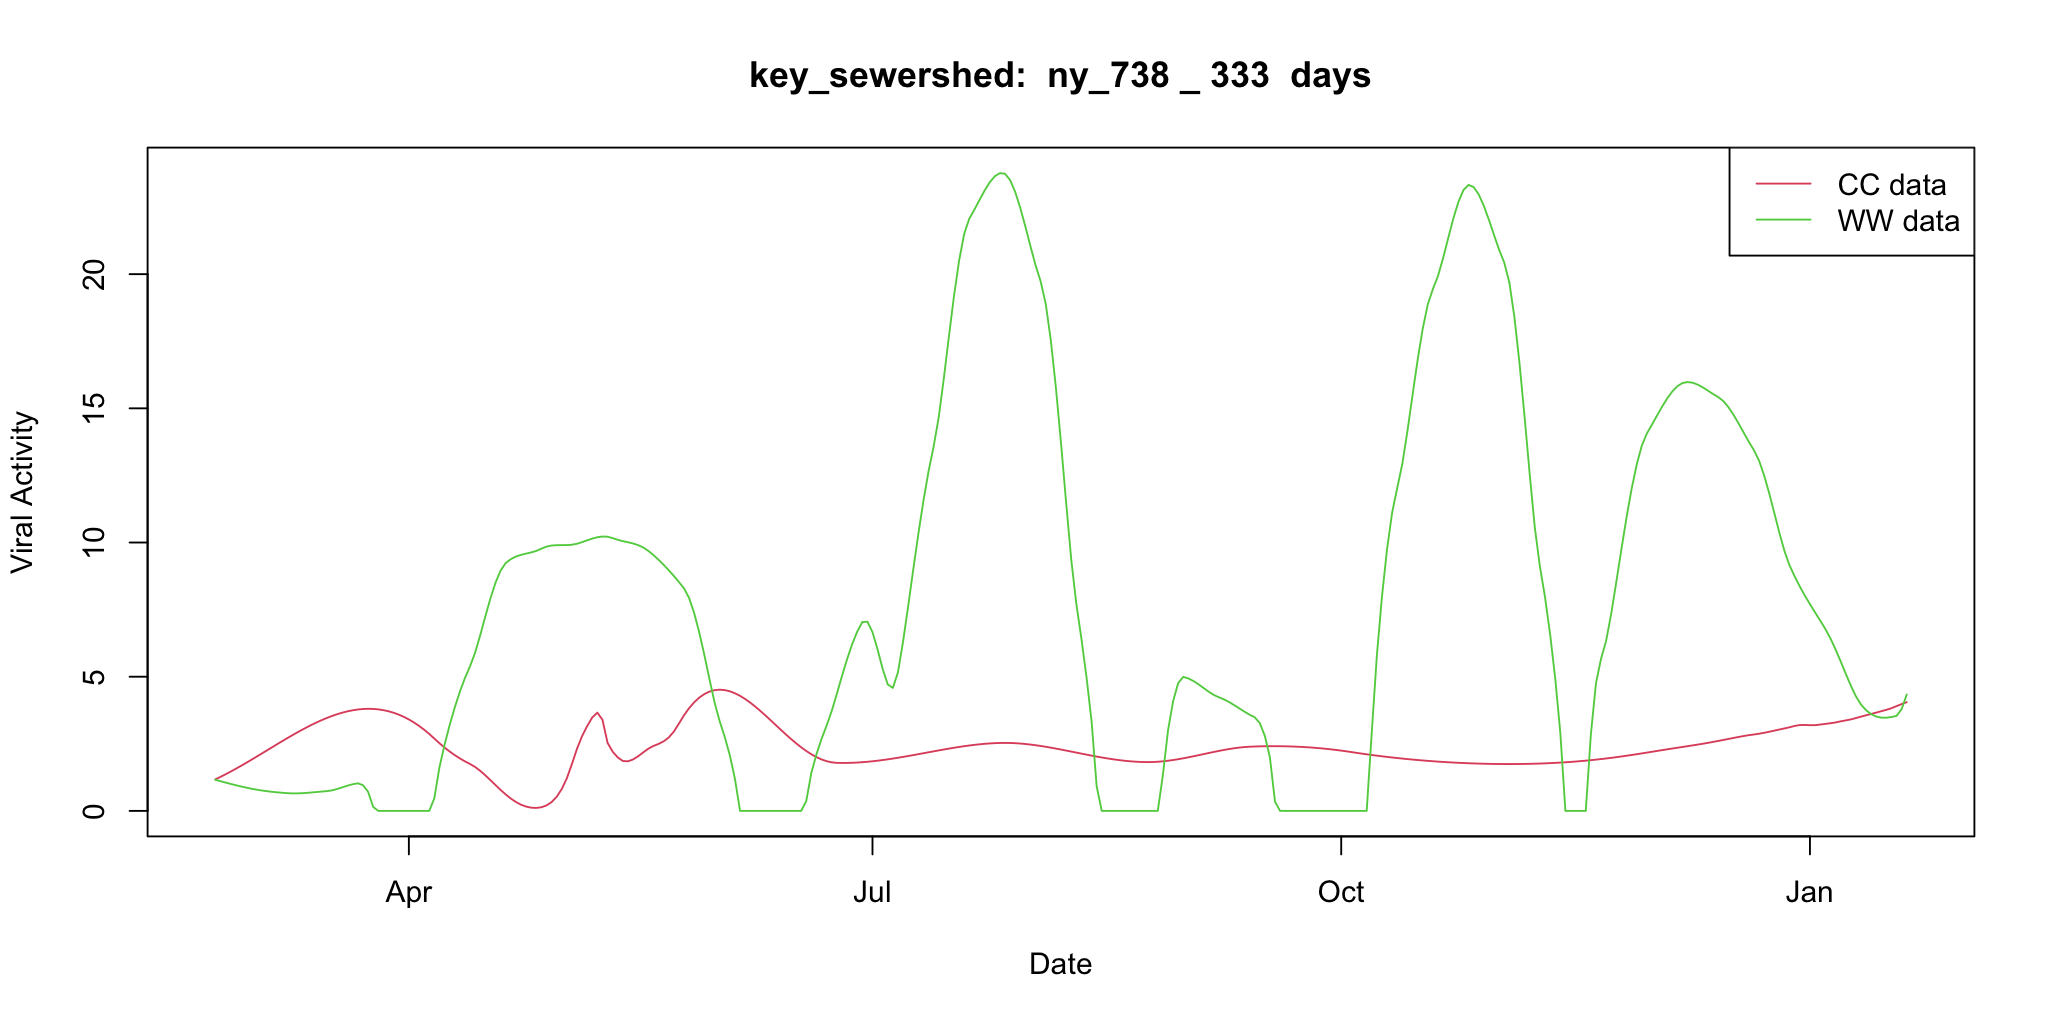 key_sewershed:  ny_738 _ 333  days
CC data
WW data
Viral Activity
20
15
10
5
0
Apr
Jul
Oct
Jan
Date